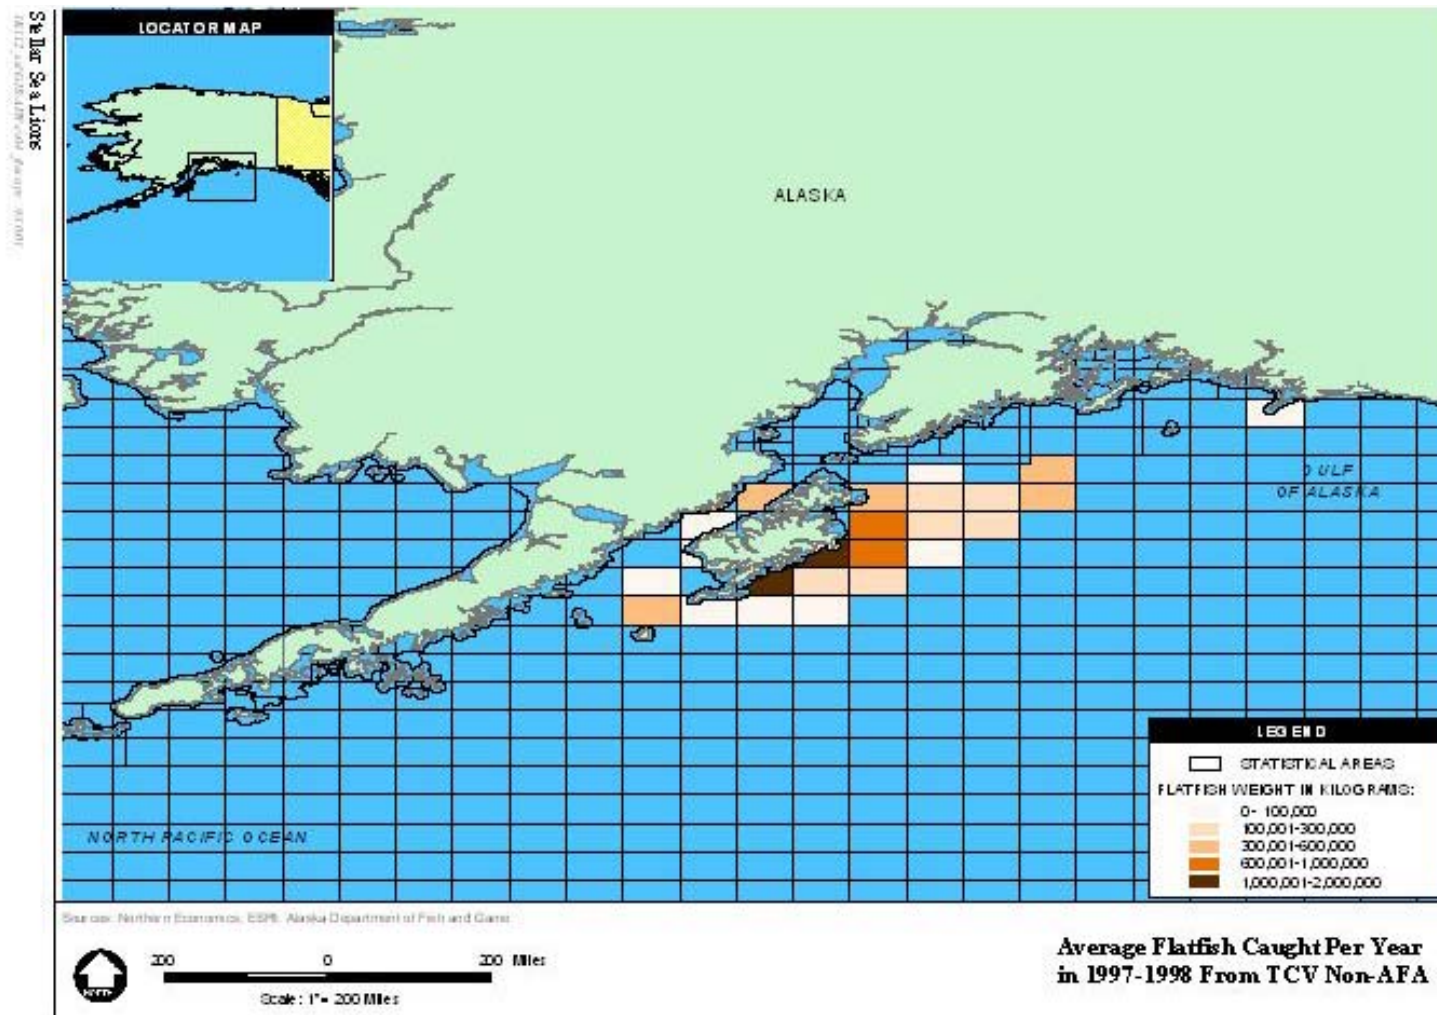 Stellar Sea Lions
LOCATOR MAP
ALASKA
GULF
OF ALASKA
NORTH PACIFIC OCEAN
LEGEND
STATISTICAL AREAS
FLATFISH WEIGHT IN KILOGRAMS:
0- 100,000
100,001-300,000
300,001-600,000
600,001-1,000,000
1,000,001-2,000,000
Sources: Northern Economics, ESRI, Alaska Department of Fish and Game
200 0 200 Miles
Scale: 1"= 200 Miles
NORTH
Average Flatfish Caught Per Year
in 1997-1998 From TCV Non-AFA